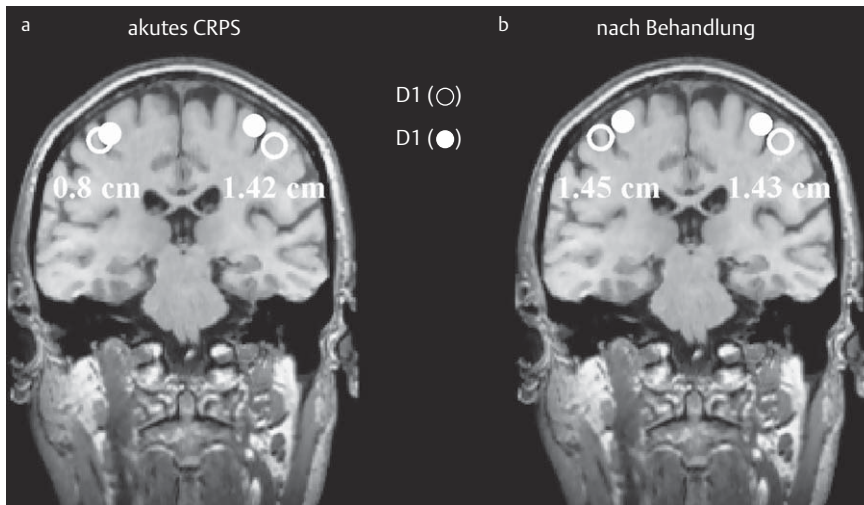 a
akutes CRPS
D1 (○)
D1 (●)
0.8 cm
1.42 cm
b
nach Behandlung
1.45 cm
1.43 cm